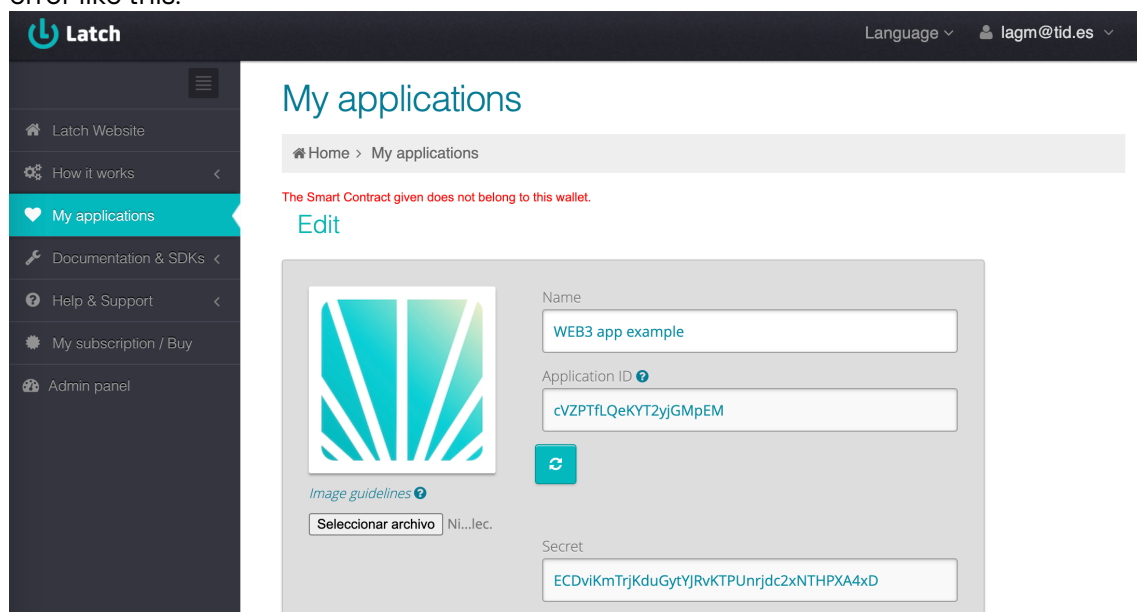 error like this:
Latch
Language
lagm@tid.es
Latch Website
How it works
My applications
Documentation & SDKs
Help & Support
My subscription / Buy
Admin panel
My applications
Home > My applications
The Smart Contract given does not belong to this wallet.
Edit
Image guidelines
Seleccionar archivo Ni...lec.
Name
WEB3 app example
Application ID
cVZPTfLQeKYT2yjGMpEM
Secret
ECDviKmTrjKduGytYJRvKTPUnrjdc2xNTHPXA4xD